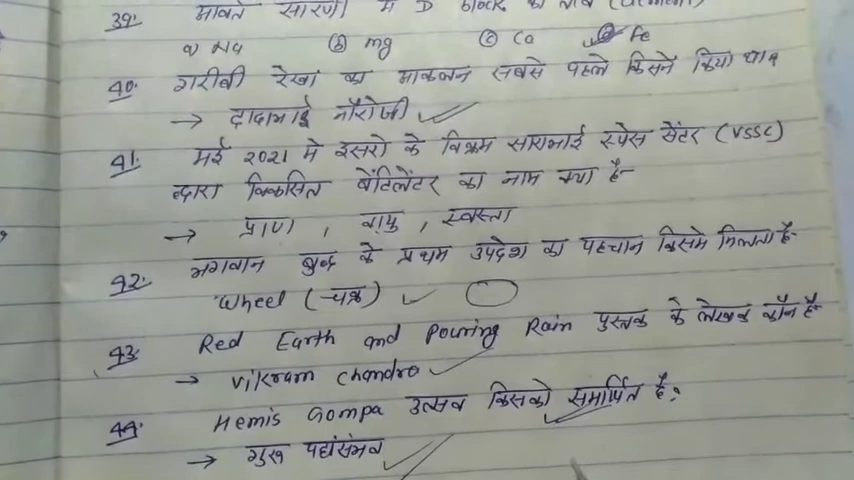 39. आवर्त सारणी में D block का तत्व (element)
a) Na ⓑ mg ⓒ Ca ⓓ Fe
40. गरीबी रेखा का आकलन सबसे पहले किसने किया था
→ दादाभाई नौरोजी
41. मई 2021 मे इसरो के विक्रम साराभाई स्पेस सेंटर (VSSC)
द्वारा विकसित वेंटिलेंटर का नाम क्या है-
→ प्राण, वायु, स्वस्ता
42. भगवान बुद्ध के प्रथम उपदेश का पहचान किसमे मिलता है-
Wheel (चक्र)
43. Red Earth and Pouring Rain पुस्तक के लेखक कौन है-
→ Vikram Chandra
44. Hemis Gompa उत्सव किसको समर्पित है?
→ गुरु पद्मसंभव